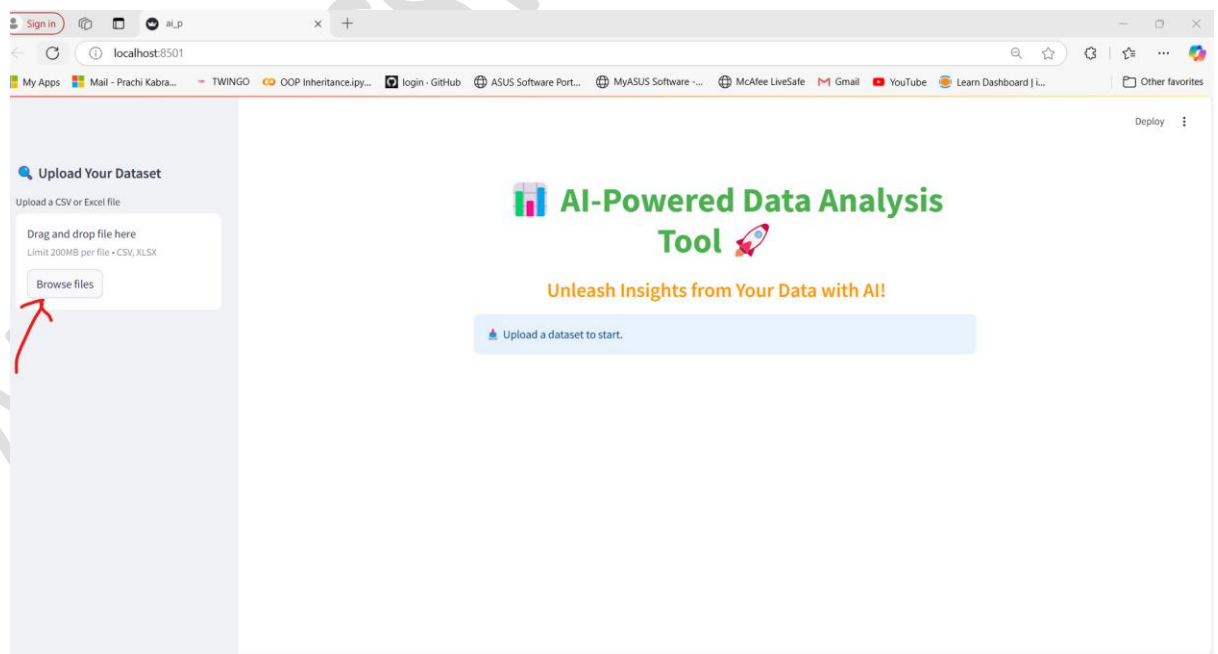 Sign in
ai_p
localhost:8501
My Apps
Mail - Prachi Kabra...
TWINGO
OOP Inheritance.ipy...
login · GitHub
ASUS Software Port...
MyASUS Software -...
McAfee LiveSafe
Gmail
YouTube
Learn Dashboard | i...
Other favorites
Deploy
Upload Your Dataset
Upload a CSV or Excel file
Drag and drop file here
Limit 200MB per file • CSV, XLSX
Browse files
AI-Powered Data Analysis
Tool
Unleash Insights from Your Data with AI!
Upload a dataset to start.